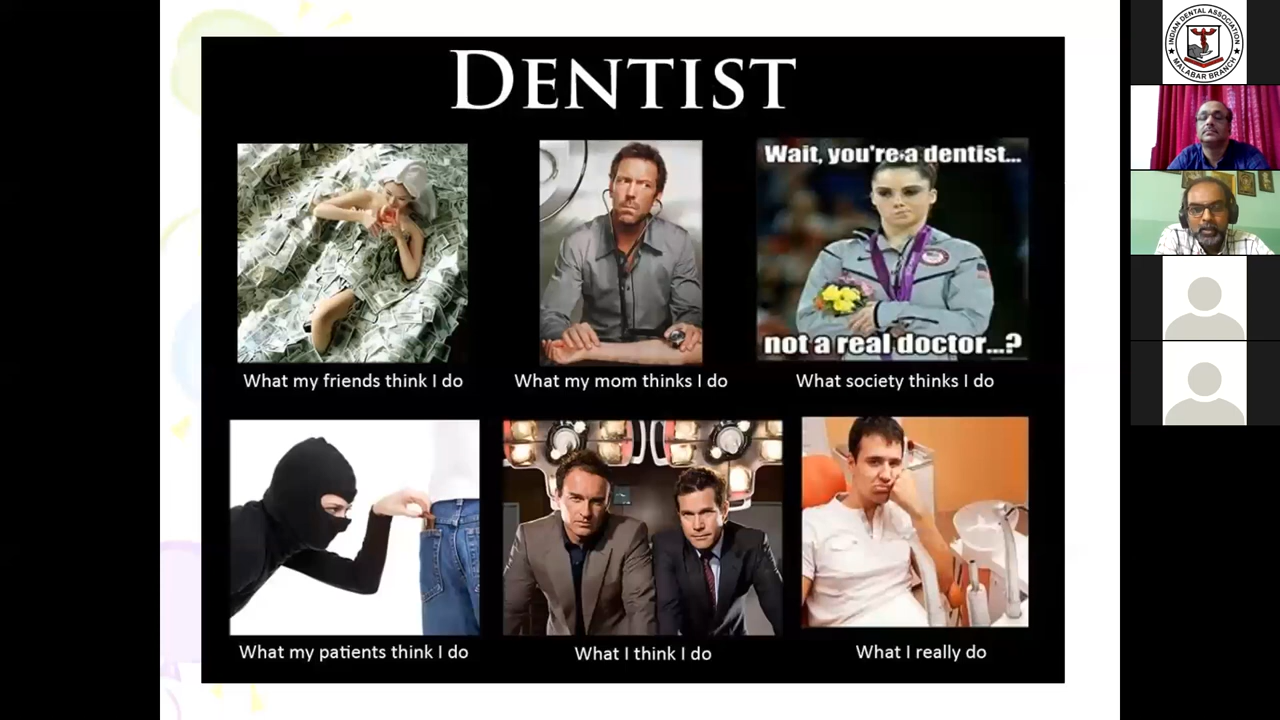 DENTIST
Wait, you're a dentist...
not a real doctor...?
What my friends think I do
What my mom thinks I do
What society thinks I do
What my patients think I do
What I think I do
What I really do
INDIAN DENTAL ASSOCIATION
MALABAR BRANCH